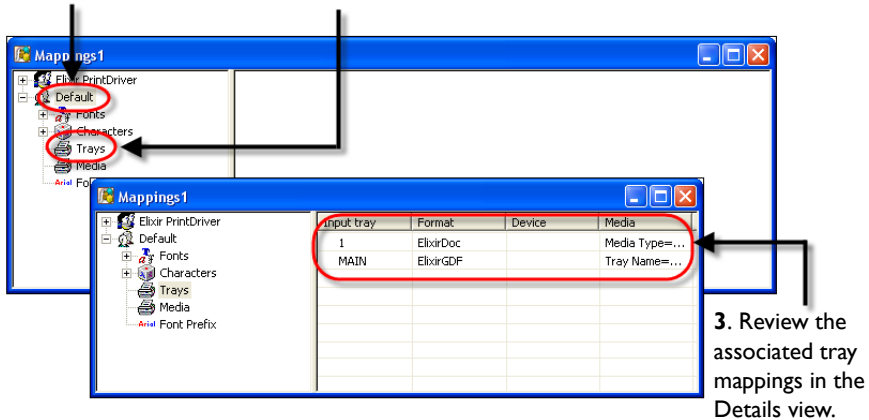 Mappings1
Elixir PrintDriver
Default
Fonts
Characters
Trays
Media
Arial Fo
Mappings1
Elixir PrintDriver
Default
Fonts
Characters
Trays
Media
Arial Font Prefix
Input tray Format Device Media
1 ElixirDoc Media Type=...
MAIN ElixirGDF Tray Name=...
3. Review the
associated tray
mappings in the
Details view.